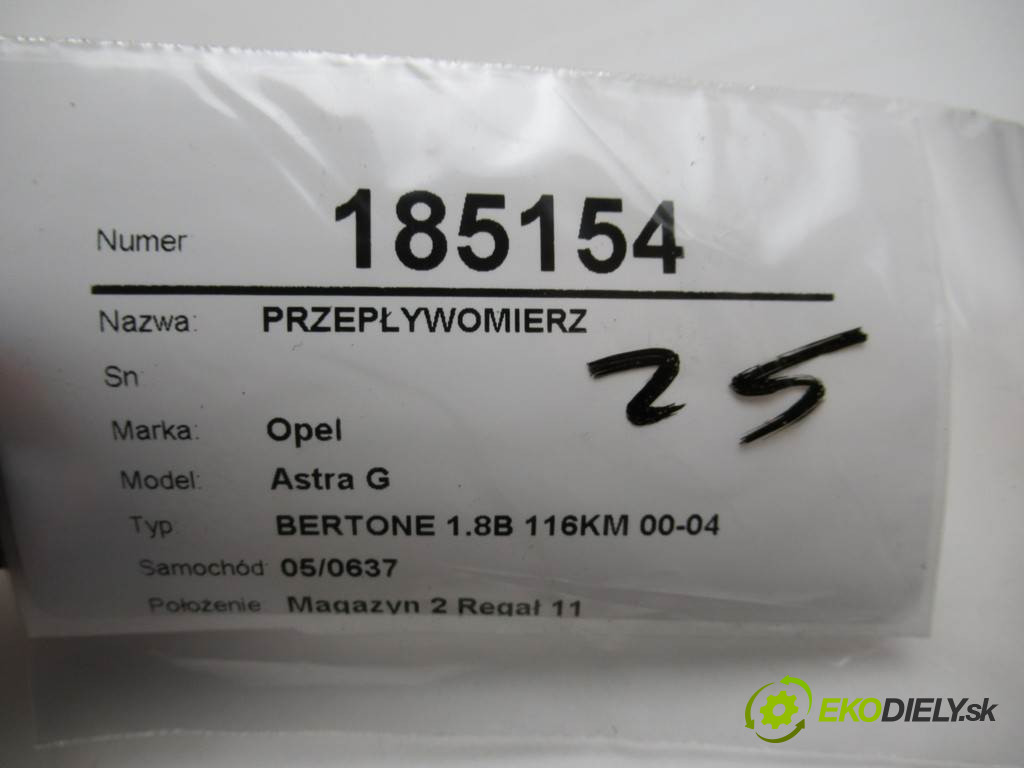 Numer 185154
Nazwa: PRZEPŁYWOMIERZ
Sn
25
Marka: Opel
Model: Astra G
Typ BERTONE 1.8B 116KM 00-04
Samochód 05/0637
Położenie Magazyn 2 Regał 11
EKODIELY.sk